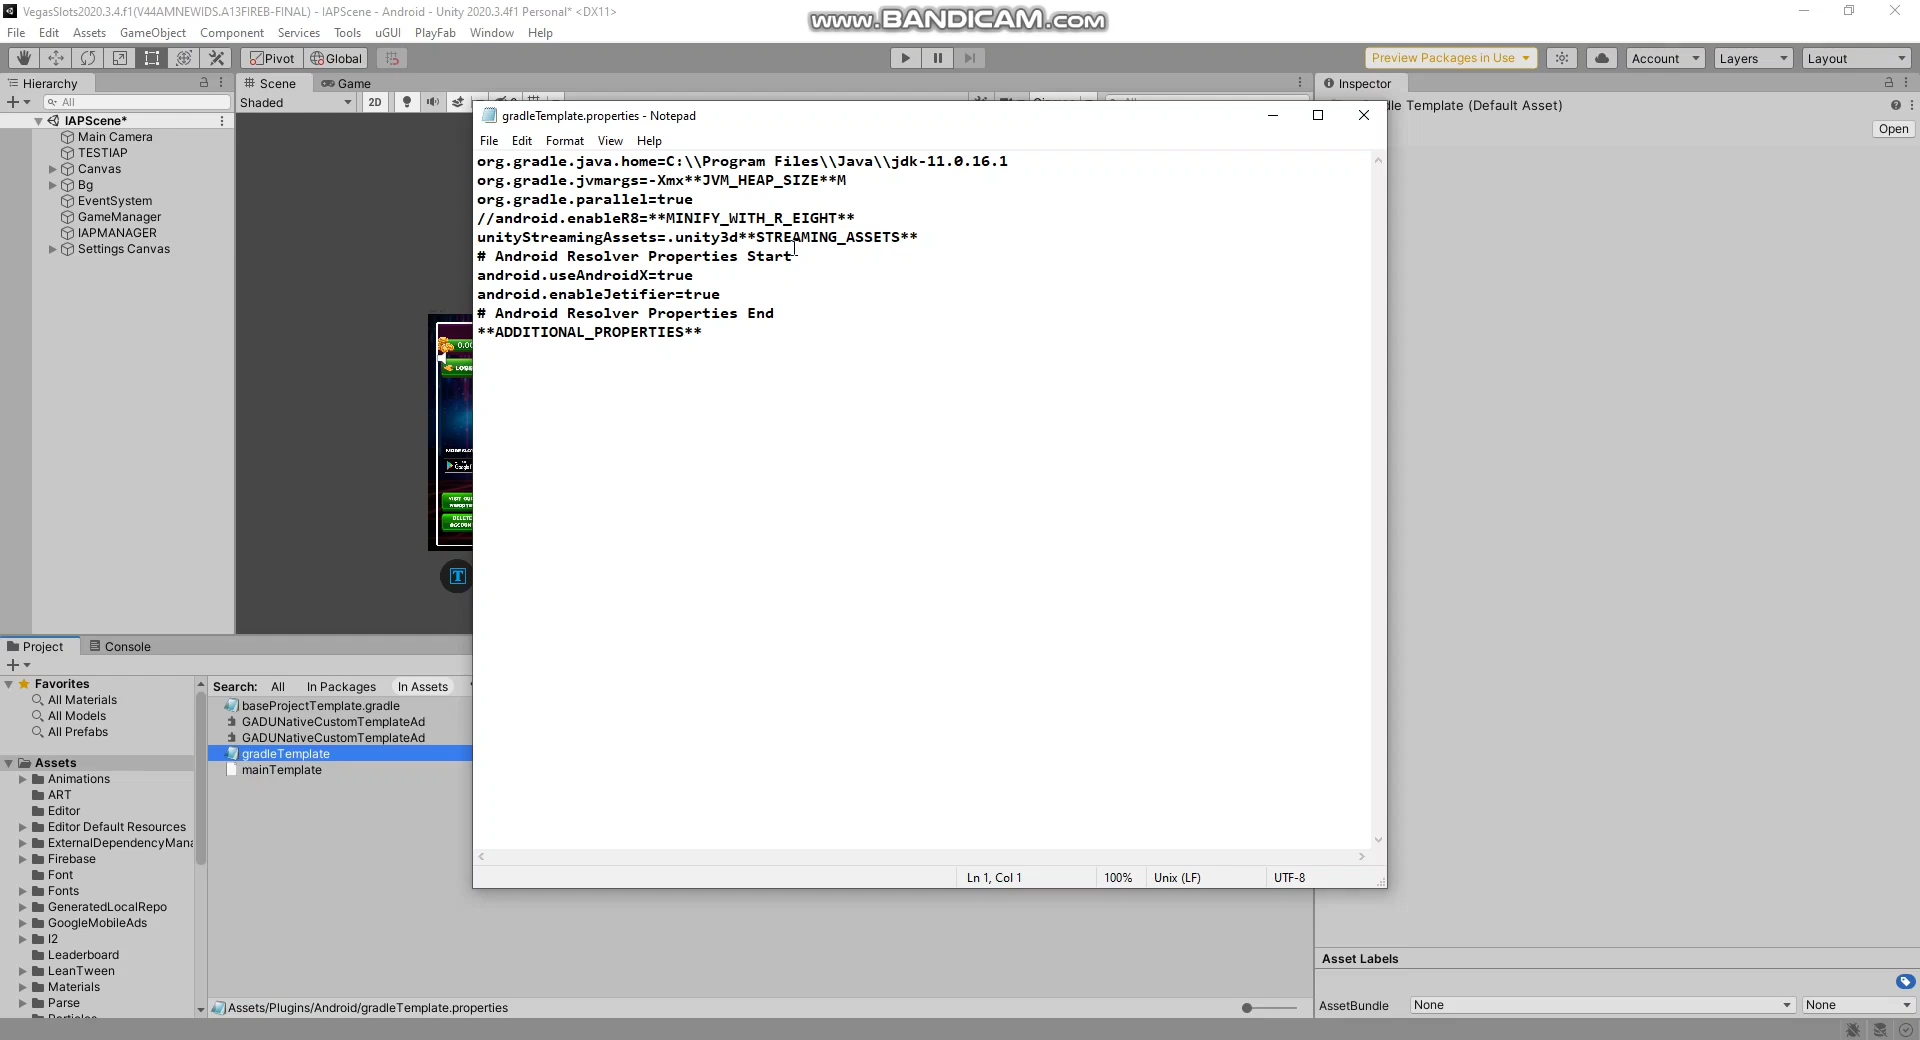 VegasSlots2020.3.4.f1(V44AMNEWIDS.A13FIREB-FINAL) - IAPScene - Android - Unity 2020.3.4f1 Personal* <DX11>
www.BANDICAM.com
File Edit Assets GameObject Component Services Tools uGUI PlayFab Window Help
Pivot Global Preview Packages in Use Account Layers Layout
Hierarchy Scene Game Inspector
All Shaded 2D
gradleTemplate.properties - Notepad
dle Template (Default Asset)
Open
File Edit Format View Help
IAPScene*
Main Camera
TESTIAP
Canvas
Bg
EventSystem
GameManager
IAPMANAGER
Settings Canvas
org.gradle.java.home=C:\\Program Files\\Java\\jdk-11.0.16.1
org.gradle.jvmargs=-Xmx**JVM_HEAP_SIZE**M
org.gradle.parallel=true
//android.enableR8=**MINIFY_WITH_R_EIGHT**
unityStreamingAssets=.unity3d**STREAMING_ASSETS**
# Android Resolver Properties Start
android.useAndroidX=true
android.enableJetifier=true
# Android Resolver Properties End
**ADDITIONAL_PROPERTIES**
Ln 1, Col 1 100% Unix (LF) UTF-8
Project Console
Favorites
All Materials
All Models
All Prefabs
Assets
Animations
ART
Editor
Editor Default Resources
ExternalDependencyMana
Firebase
Font
Fonts
GeneratedLocalRepo
GoogleMobileAds
I2
Leaderboard
LeanTween
Materials
Parse
Search: All In Packages In Assets
baseProjectTemplate.gradle
GADUNativeCustomTemplateAd
GADUNativeCustomTemplateAd
gradleTemplate
mainTemplate
Assets/Plugins/Android/gradleTemplate.properties
Asset Labels
AssetBundle None None